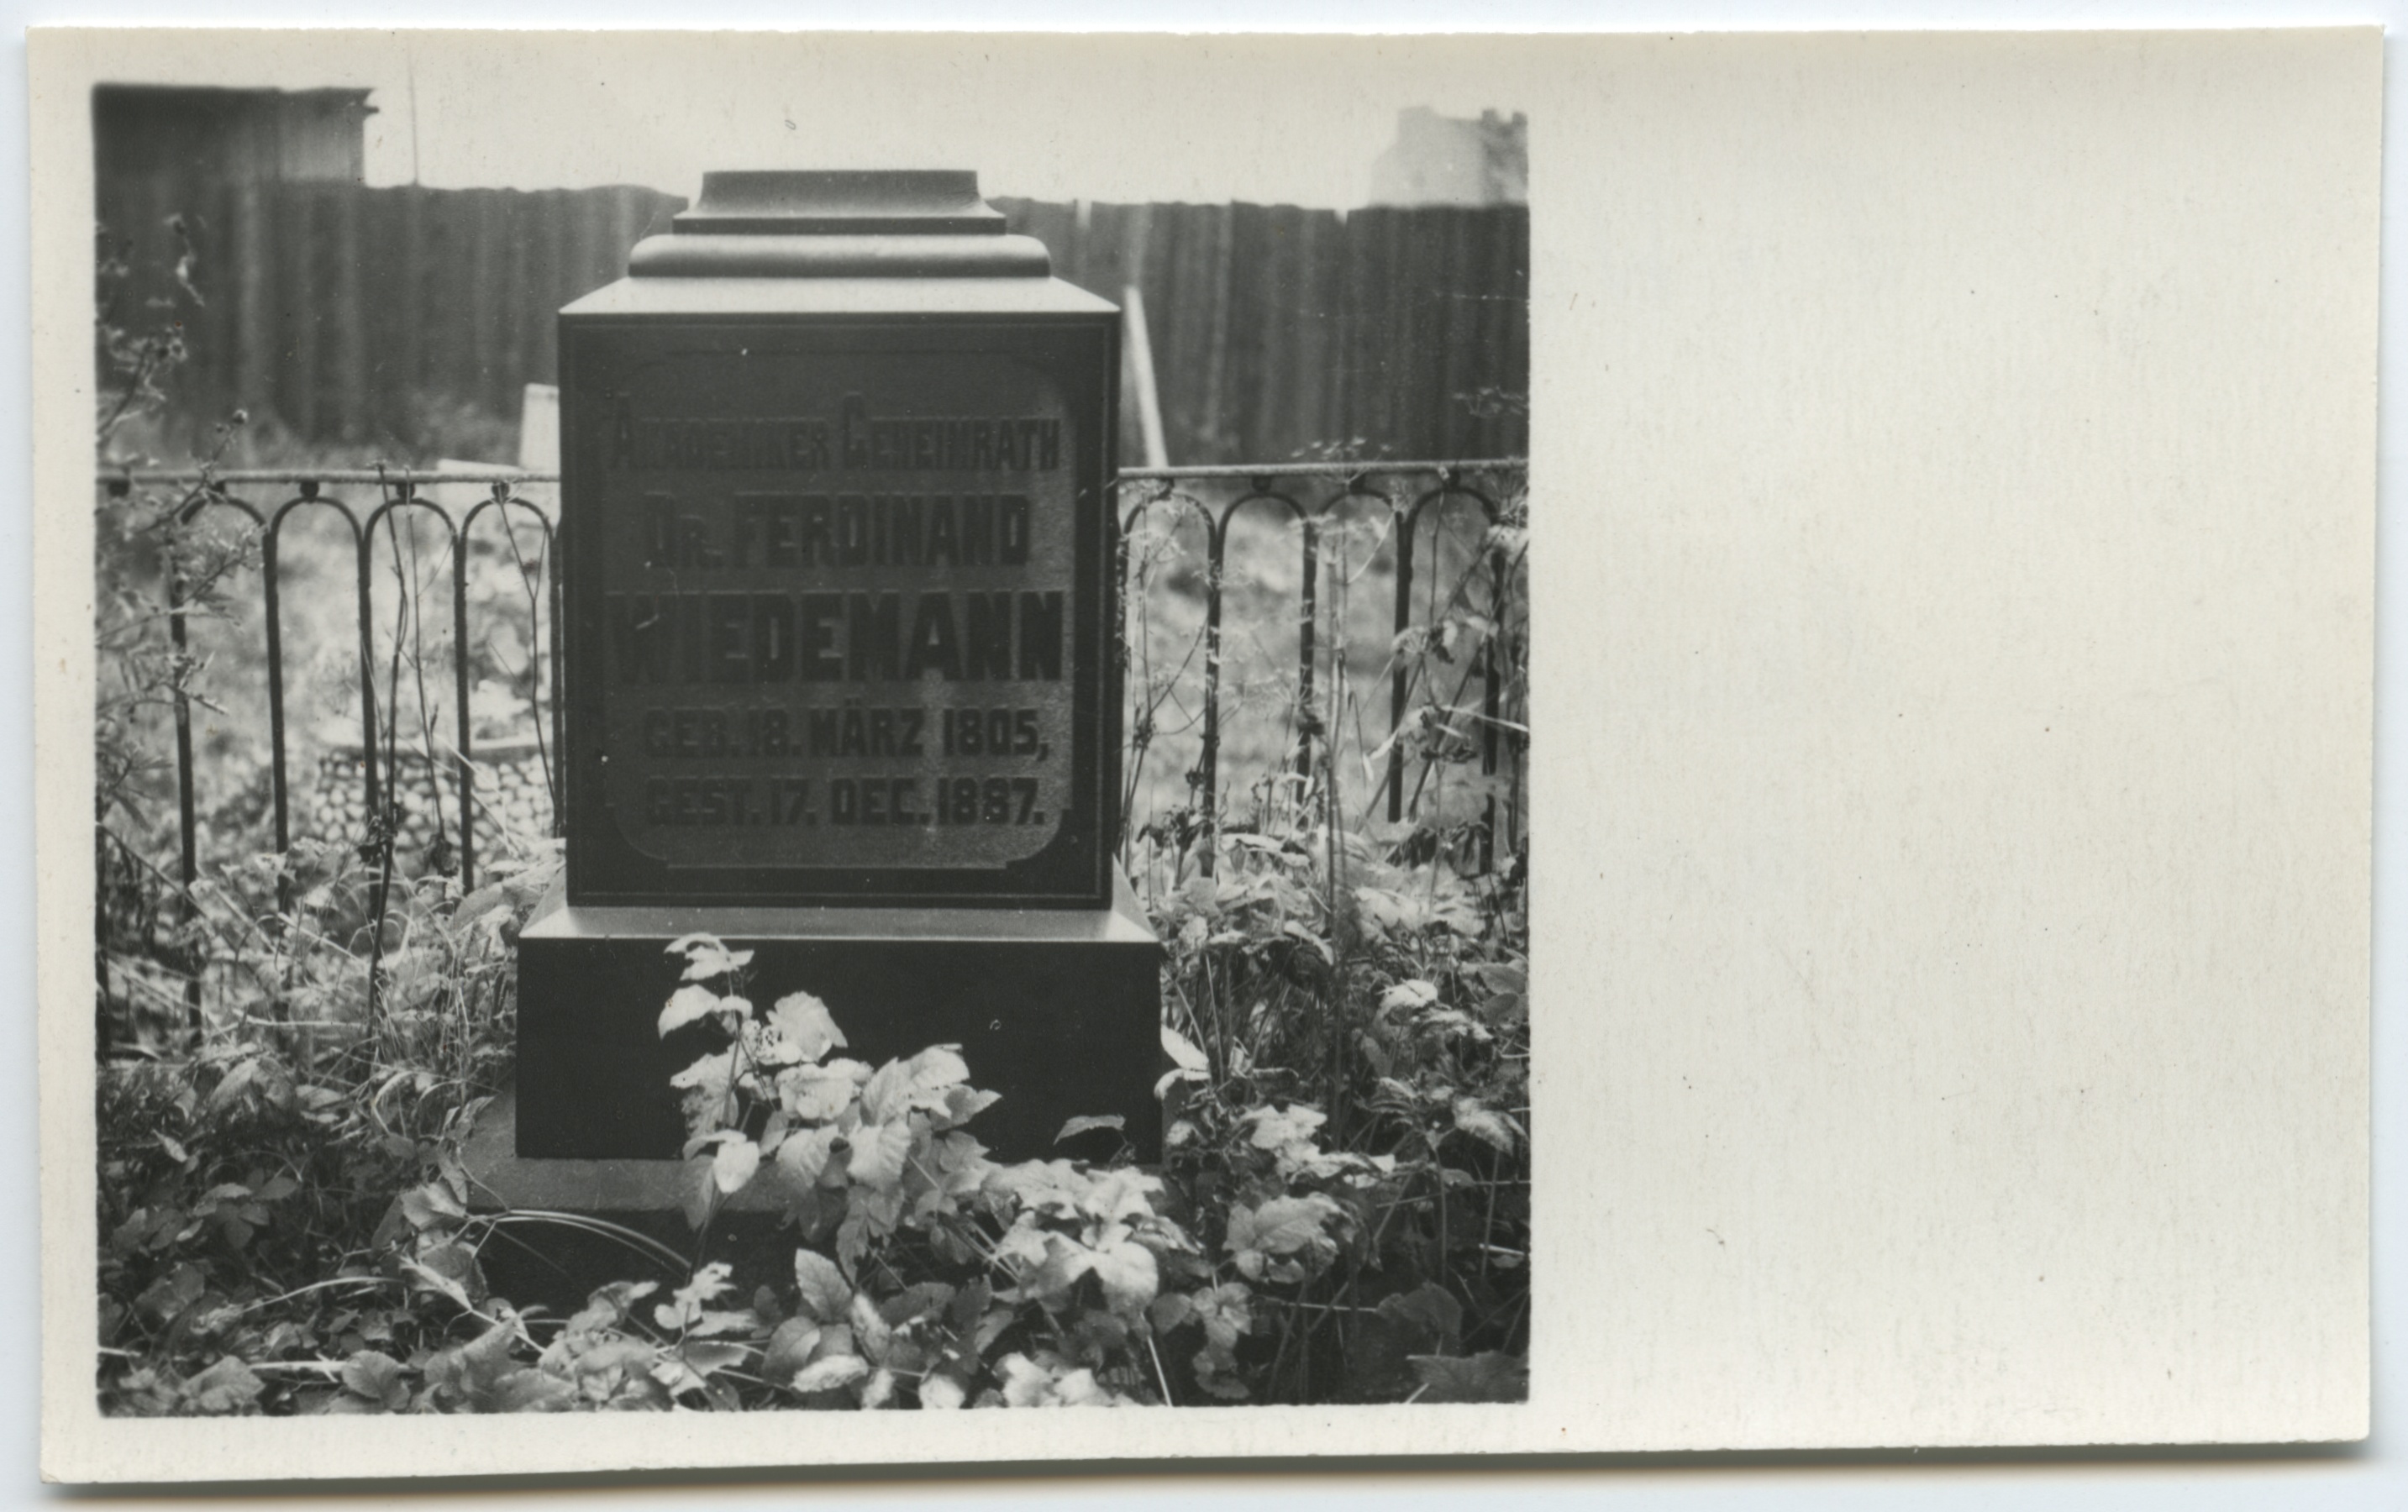 AKADEMIKER GEHEIMRATH
DR. FERDINAND
WIEDEMANN
GEB. 18. MÄRZ 1805,
GEST. 17. DEC. 1887.